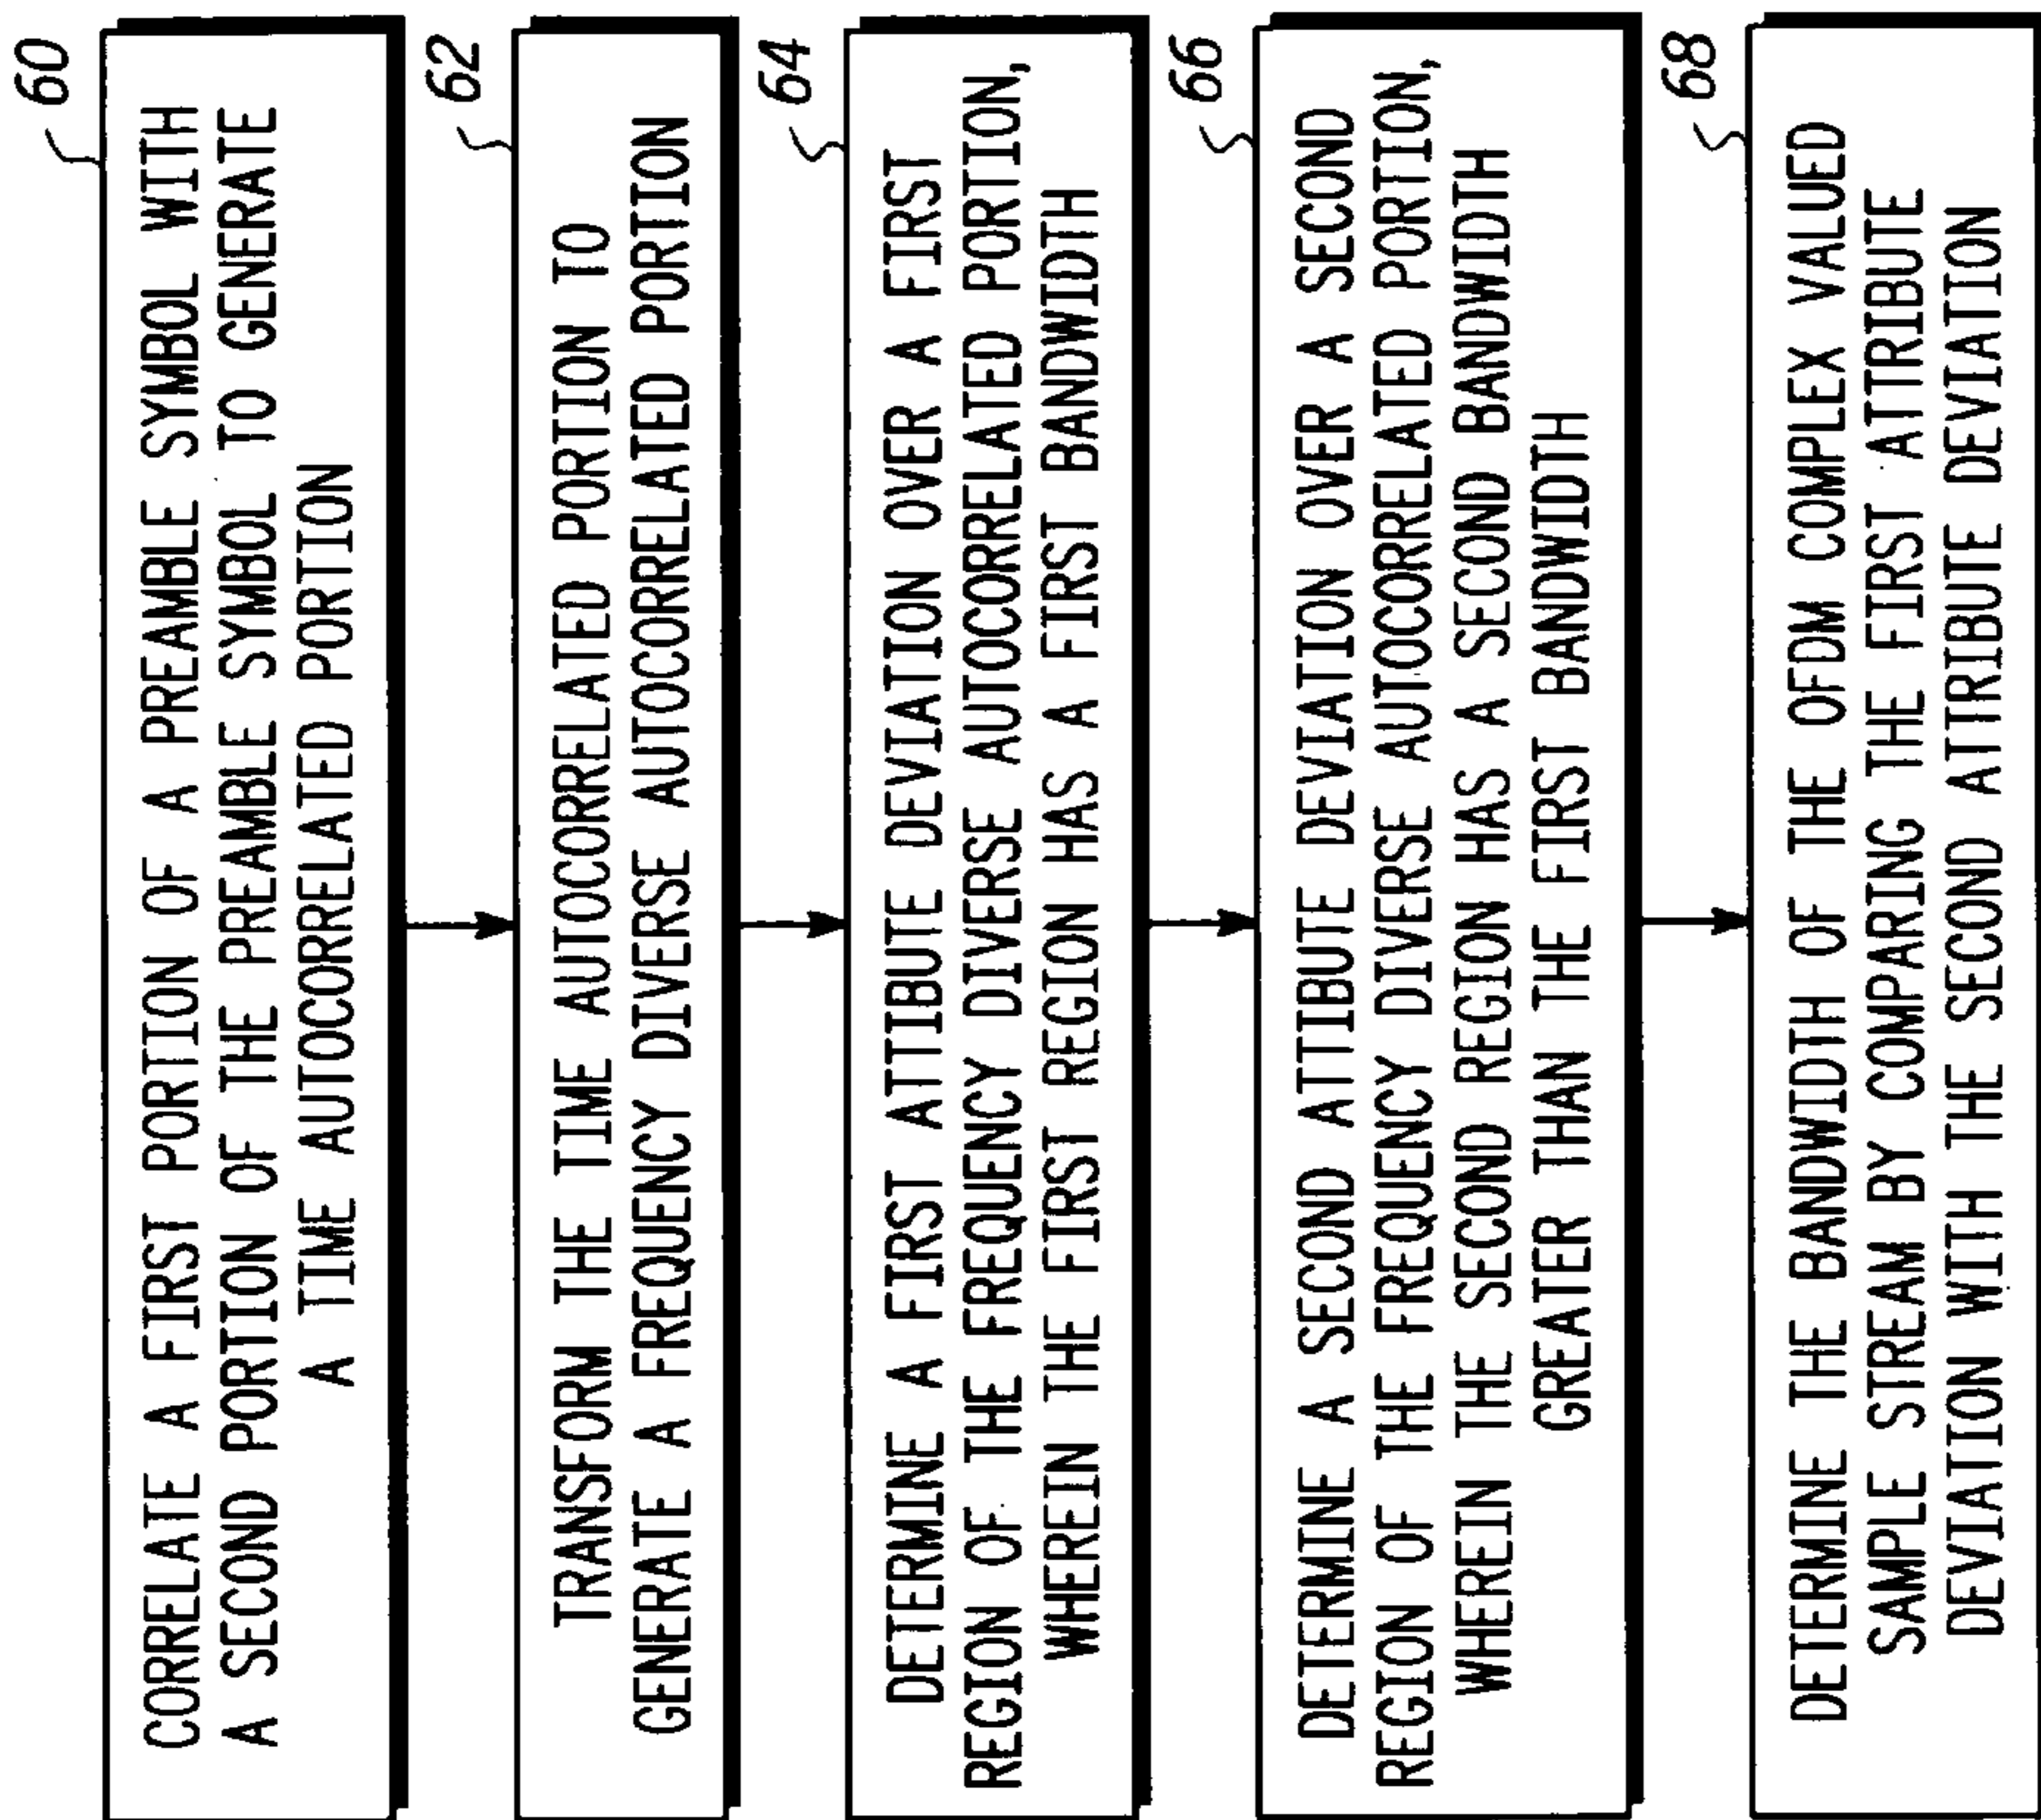 60
CORRELATE A FIRST PORTION OF A PREAMBLE SYMBOL WITH
A SECOND PORTION OF THE PREAMBLE SYMBOL TO GENERATE
A TIME AUTOCORRELATED PORTION
62
TRANSFORM THE TIME AUTOCORRELATED PORTION TO
GENERATE A FREQUENCY DIVERSE AUTOCORRELATED PORTION
64
DETERMINE A FIRST ATTIBUTE DEVIATION OVER A FIRST
REGION OF THE FREQUENCY DIVERSE AUTOCORRELATED PORTION,
WHEREIN THE FIRST REGION HAS A FIRST BANDWIDTH
66
DETERMINE A SECOND ATTIBUTE DEVIATION OVER A SECOND
REGION OF THE FREQUENCY DIVERSE AUTOCORRELATED PORTION,
WHEREIN THE SECOND REGION HAS A SECOND BANDWIDTH
GREATER THAN THE FIRST BANDWIDTH
68
DETERMINE THE BANDWIDTH OF THE OFDM COMPLEX VALUED
SAMPLE STREAM BY COMPARING THE FIRST ATTRIBUTE
DEVIATION WITH THE SECOND ATTRIBUTE DEVIATION